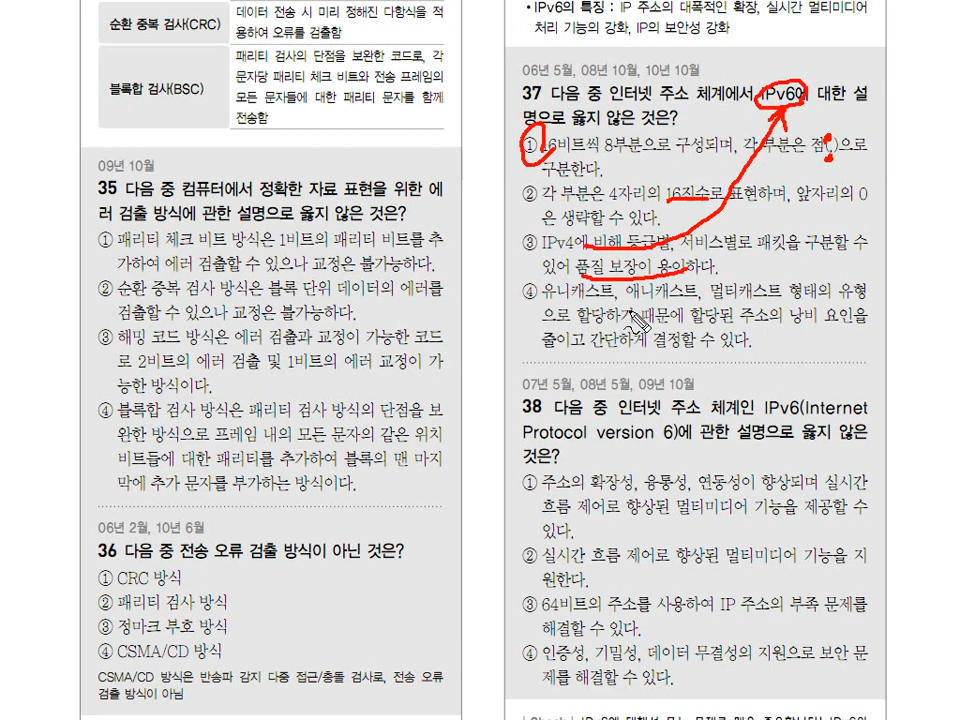 순환 중복 검사(CRC)
데이터 전송 시 미리 정해진 다항식을 적
용하여 오류를 검출함
블록합 검사(BSC)
패리티 검사의 단점을 보완한 코드로, 각
문자당 패리티 체크 비트와 전송 프레임의
모든 문자들에 대한 패리티 문자를 함께
전송함
09년 10월
35 다음 중 컴퓨터에서 정확한 자료 표현을 위한 에
러 검출 방식에 관한 설명으로 옳지 않은 것은?
① 패리티 체크 비트 방식은 1비트의 패리티 비트를 추
가하여 에러 검출할 수 있으나 교정은 불가능하다.
② 순환 중복 검사 방식은 블록 단위 데이터의 에러를
검출할 수 있으나 교정은 불가능하다.
③ 해밍 코드 방식은 에러 검출과 교정이 가능한 코드
로 2비트의 에러 검출 및 1비트의 에러 교정이 가
능한 방식이다.
④ 블록합 검사 방식은 패리티 검사 방식의 단점을 보
완한 방식으로 프레임 내의 모든 문자의 같은 위치
비트들에 대한 패리티를 추가하여 블록의 맨 마지
막에 추가 문자를 부가하는 방식이다.
06년 2월, 10년 6월
36 다음 중 전송 오류 검출 방식이 아닌 것은?
① CRC 방식
② 패리티 검사 방식
③ 정마크 부호 방식
④ CSMA/CD 방식
CSMA/CD 방식은 반송파 감지 다중 접근/충돌 검사로, 전송 오류
검출 방식이 아님
• IPv6의 특징 : IP 주소의 대폭적인 확장, 실시간 멀티미디어
처리 기능의 강화, IP의 보안성 강화
06년 5월, 08년 10월, 10년 10월
37 다음 중 인터넷 주소 체계에서 IPv6에 대한 설
명으로 옳지 않은 것은?
① 16비트씩 8부분으로 구성되며, 각 부분은 점(.)으로
구분한다.
② 각 부분은 4자리의 16진수로 표현하며, 앞자리의 0
은 생략할 수 있다.
③ IPv4에 비해 등급별, 서비스별로 패킷을 구분할 수
있어 품질 보장이 용이하다.
④ 유니캐스트, 애니캐스트, 멀티캐스트 형태의 유형
으로 할당하기 때문에 할당된 주소의 낭비 요인을
줄이고 간단하게 결정할 수 있다.
07년 5월, 08년 5월, 09년 10월
38 다음 중 인터넷 주소 체계인 IPv6(Internet
Protocol version 6)에 관한 설명으로 옳지 않은
것은?
① 주소의 확장성, 융통성, 연동성이 향상되며 실시간
흐름 제어로 향상된 멀티미디어 기능을 제공할 수
있다.
② 실시간 흐름 제어로 향상된 멀티미디어 기능을 지
원한다.
③ 64비트의 주소를 사용하여 IP 주소의 부족 문제를
해결할 수 있다.
④ 인증성, 기밀성, 데이터 무결성의 지원으로 보안 문
제를 해결할 수 있다.